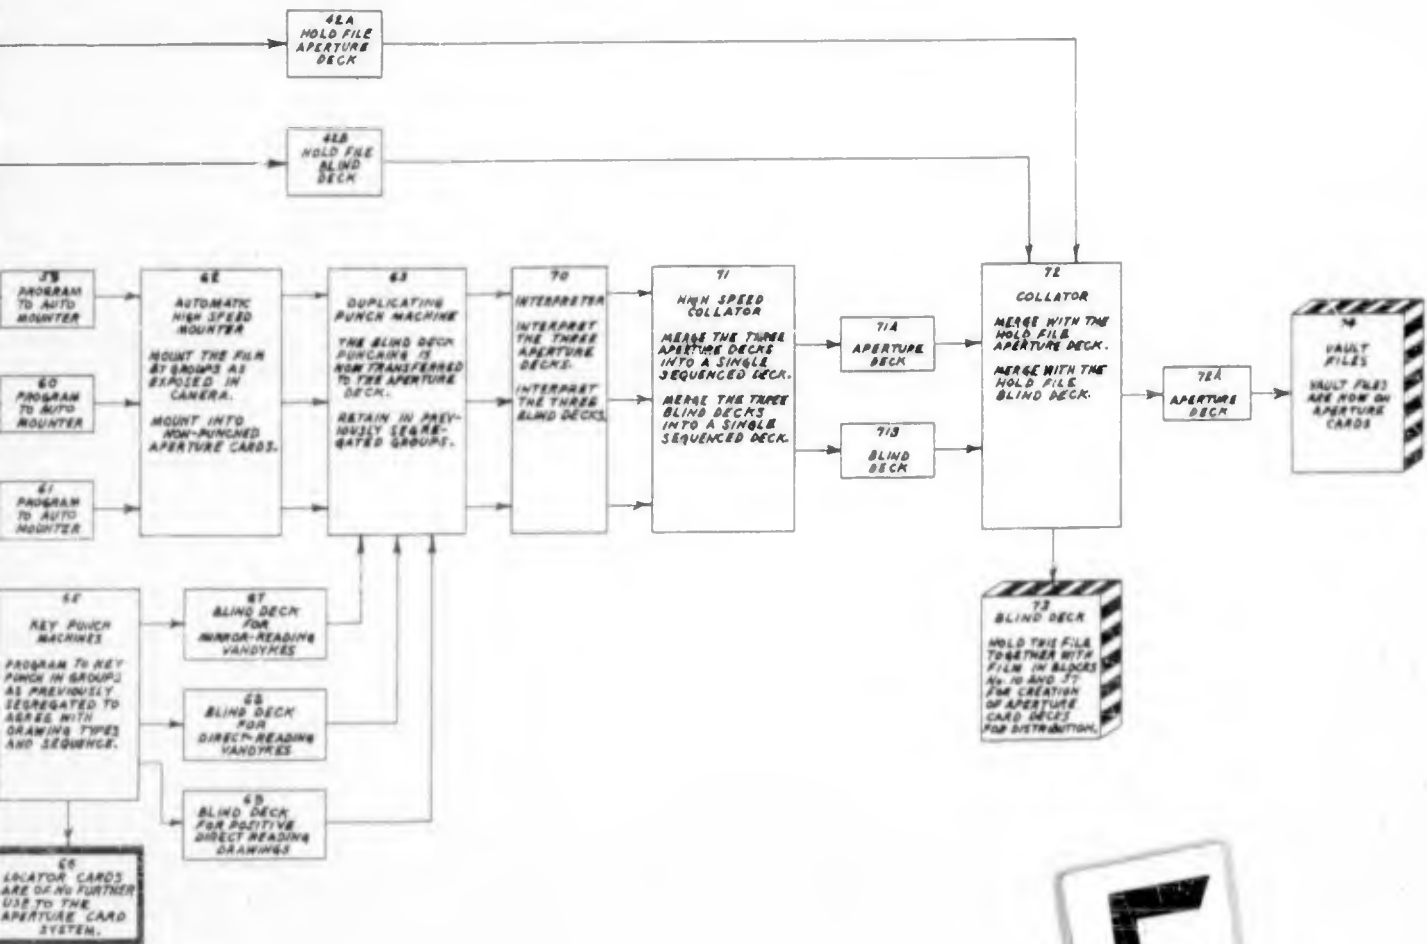 42A
HOLD FILE
APERTURE
DECK
42B
HOLD FILE
BLIND
DECK
59
PROGRAM
TO AUTO
MOUNTER
60
PROGRAM
TO AUTO
MOUNTER
61
PROGRAM
TO AUTO
MOUNTER
62
AUTOMATIC
HIGH SPEED
MOUNTER
MOUNT THE FILM
BY GROUPS AS
EXPOSED IN
CAMERA.
MOUNT INTO
NON-PUNCHED
APERTURE CARDS.
63
DUPLICATING
PUNCH MACHINE
THE BLIND DECK
PUNCHING IS
NOW TRANSFERRED
TO THE APERTURE
DECK.
RETAIN IN PREV-
IOUSLY SEGRE-
GATED GROUPS.
70
INTERPRETER
INTERPRET
THE THREE
APERTURE
DECKS.
INTERPRET
THE THREE
BLIND DECKS.
71
HIGH SPEED
COLLATOR
MERGE THE THREE
APERTURE DECKS
INTO A SINGLE
SEQUENCED DECK.
MERGE THE THREE
BLIND DECKS
INTO A SINGLE
SEQUENCED DECK.
71A
APERTURE
DECK
71B
BLIND
DECK
72
COLLATOR
MERGE WITH THE
HOLD FILE
APERTURE DECK.
MERGE WITH THE
HOLD FILE
BLIND DECK.
72A
APERTURE
DECK
74
VAULT
FILES
VAULT FILES
ARE NOW ON
APERTURE
CARDS
73
BLIND DECK
HOLD THIS FILE
TOGETHER WITH
FILM IN BLOCKS
No. 10 AND 57
FOR CREATION
OF APERTURE
CARD DECKS
FOR DISTRIBUTION.
KEY PUNCH
MACHINES
PROGRAM TO KEY
PUNCH IN GROUPS
AS PREVIOUSLY
SEGREGATED TO
AGREE WITH
DRAWING TYPES
AND SEQUENCE.
67
BLIND DECK
FOR
MIRROR-READING
VANDYKES
68
BLIND DECK
FOR
DIRECT-READING
VANDYKES
69
BLIND DECK
FOR POSITIVE
DIRECT READING
DRAWINGS
LOCATOR CARDS
ARE OF NO FURTHER
USE TO THE
APERTURE CARD
SYSTEM.